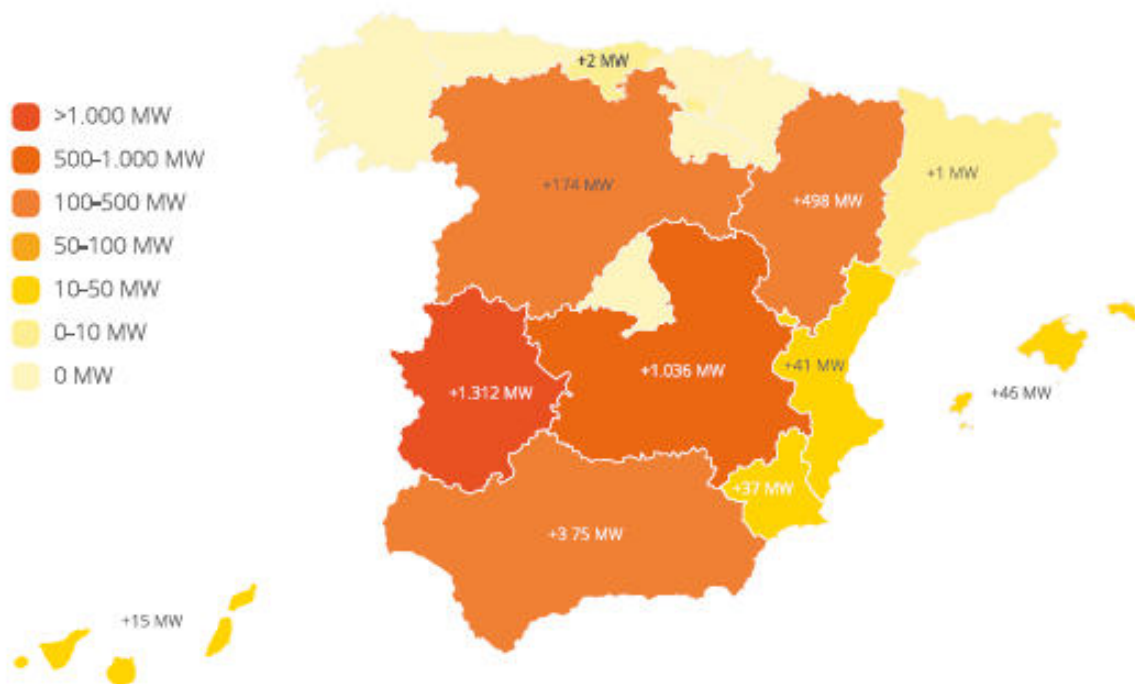 >1.000 MW
500–1.000 MW
100–500 MW
50–100 MW
10–50 MW
0–10 MW
0 MW
+2 MW
+174 MW
+498 MW
+1 MW
+1.312 MW
+1.036 MW
+41 MW
+46 MW
+37 MW
+3 75 MW
+15 MW